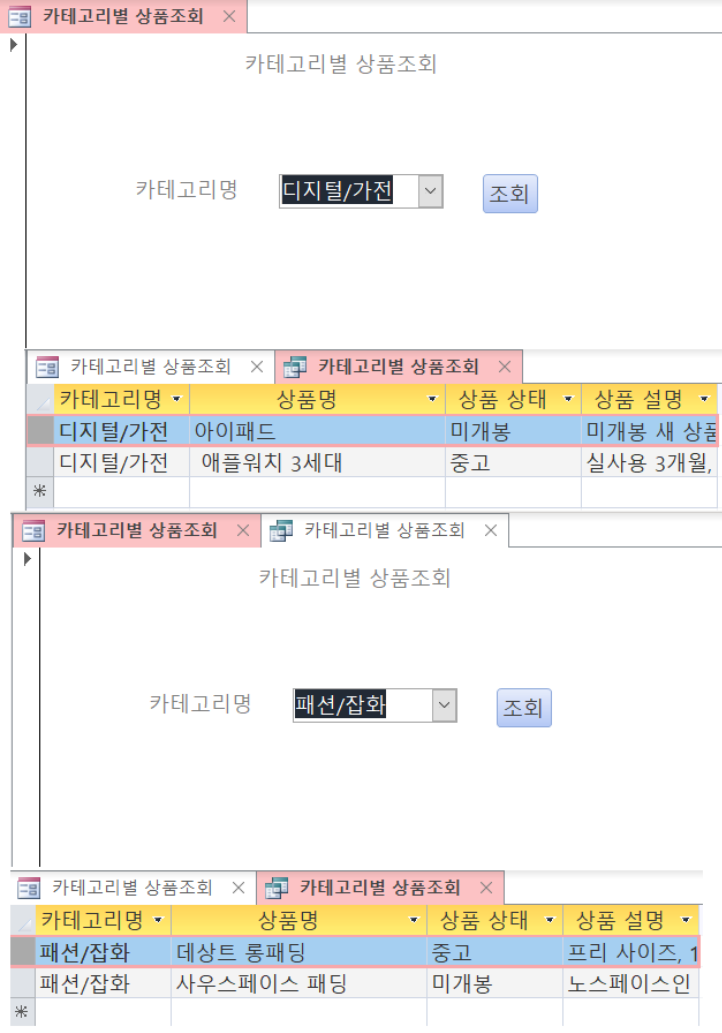 카테고리별 상품조회
카테고리별 상품조회
카테고리명 디지털/가전 조회
카테고리별 상품조회 카테고리별 상품조회
카테고리명 상품명 상품 상태 상품 설명
디지털/가전 아이패드 미개봉 미개봉 새 상품
디지털/가전 애플워치 3세대 중고 실사용 3개월,
카테고리별 상품조회 카테고리별 상품조회
카테고리별 상품조회
카테고리명 패션/잡화 조회
카테고리별 상품조회 카테고리별 상품조회
카테고리명 상품명 상품 상태 상품 설명
패션/잡화 데상트 롱패딩 중고 프리 사이즈, 1
패션/잡화 사우스페이스 패딩 미개봉 노스페이스인